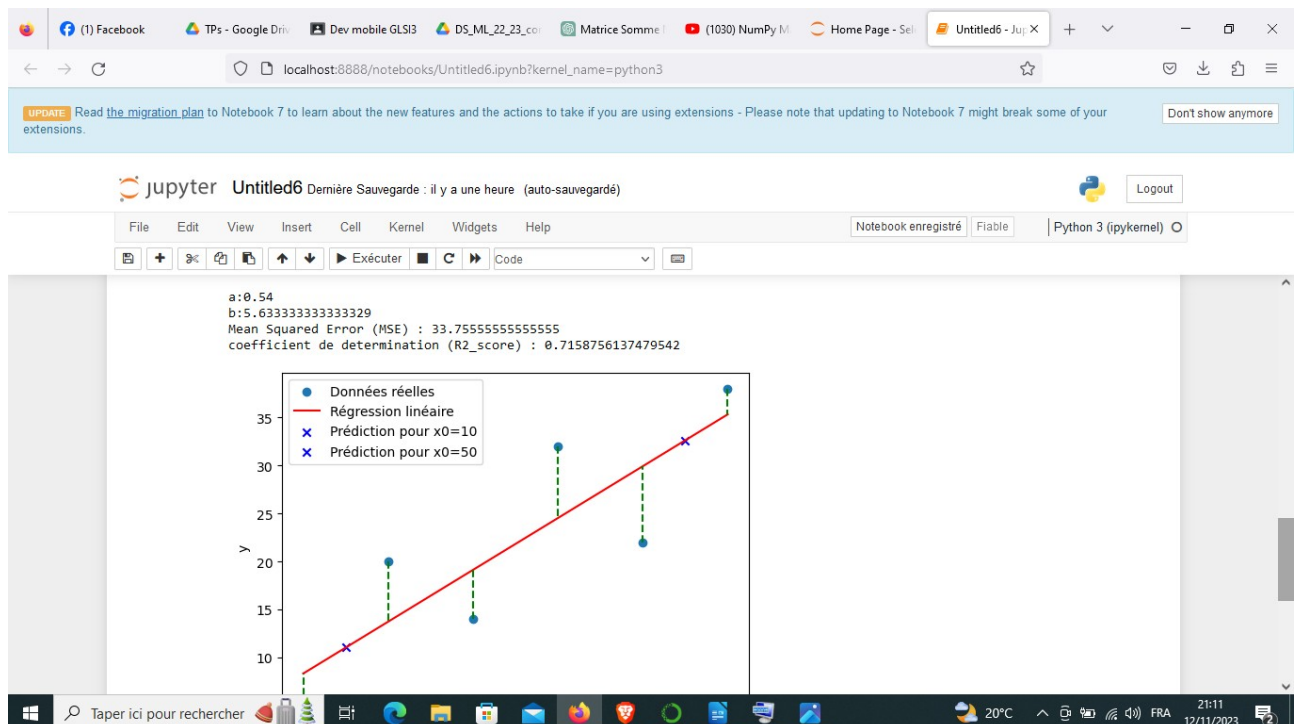 (1) Facebook
TPs - Google Driv
Dev mobile GLSI3
DS_ML_22_23_co
Matrice Somme
(1030) NumPy M
Home Page - Sel
Untitled6 - Jup
localhost:8888/notebooks/Untitled6.ipynb?kernel_name=python3
UPDATE Read the migration plan to Notebook 7 to learn about the new features and the actions to take if you are using extensions - Please note that updating to Notebook 7 might break some of your
extensions.
Don't show anymore
jupyter Untitled6 Dernière Sauvegarde : il y a une heure (auto-sauvegardé)
Logout
File Edit View Insert Cell Kernel Widgets Help
Notebook enregistré Fiable Python 3 (ipykernel)
Exécuter Code
a:0.54
b:5.633333333333329
Mean Squared Error (MSE) : 33.75555555555555
coefficient de determination (R2_score) : 0.7158756137479542
Données réelles
Régression linéaire
Prédiction pour x0=10
Prédiction pour x0=50
35
30
25
20
15
10
y
Taper ici pour rechercher
20°C
FRA
21:11
12/11/2023
2